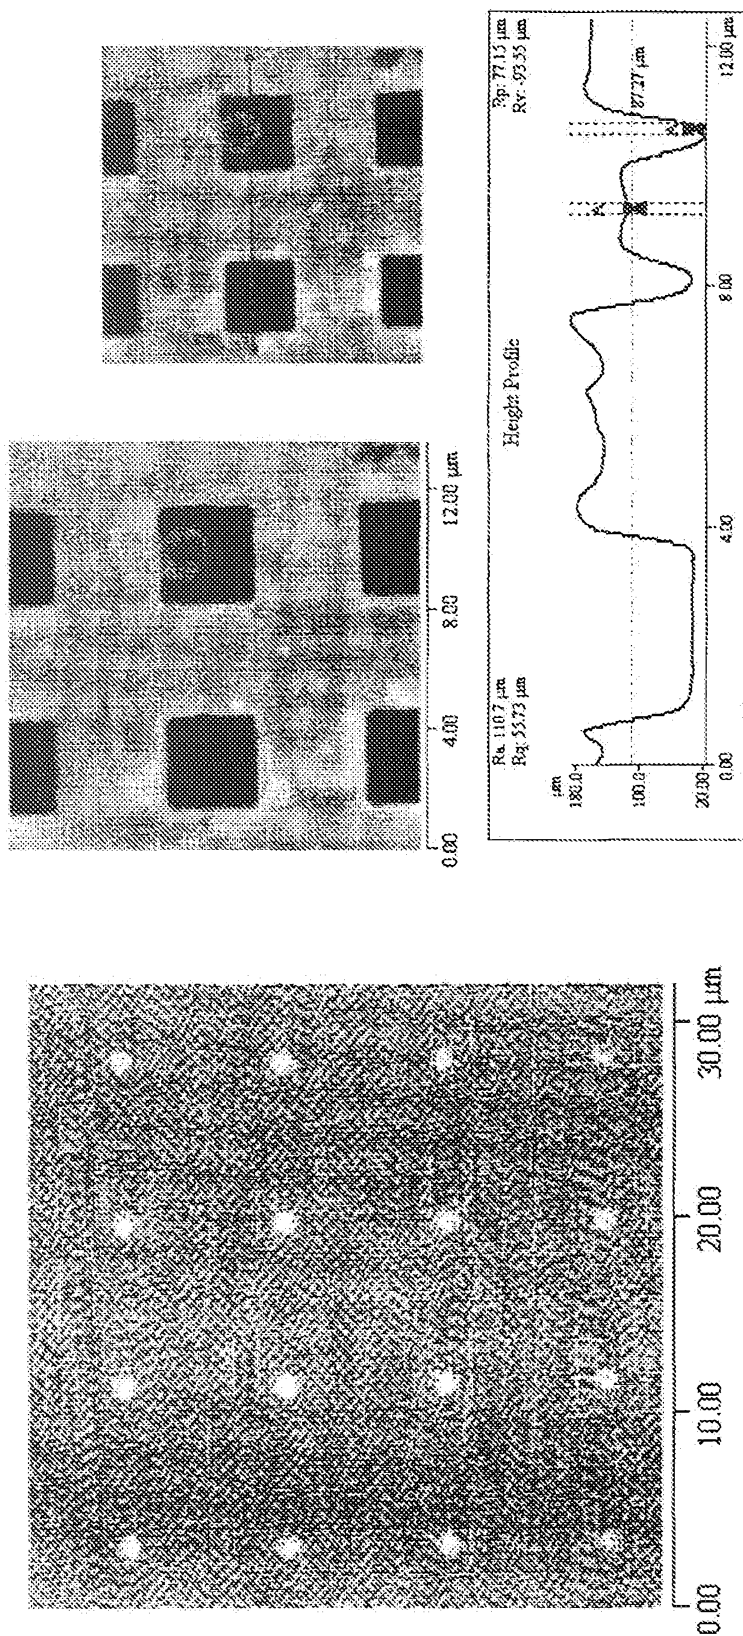 0.00 10.00 20.00 30.00 µm
0.00 4.00 8.00 12.00 µm
Height Profile
Ra: 110.7 µm
Rq: 55.73 µm
Rp: 77.15 µm
Rv: -93.55 µm
µm
180.0
100.0
20.00
87.27 µm
A
A
0.00 4.00 8.00 12.00